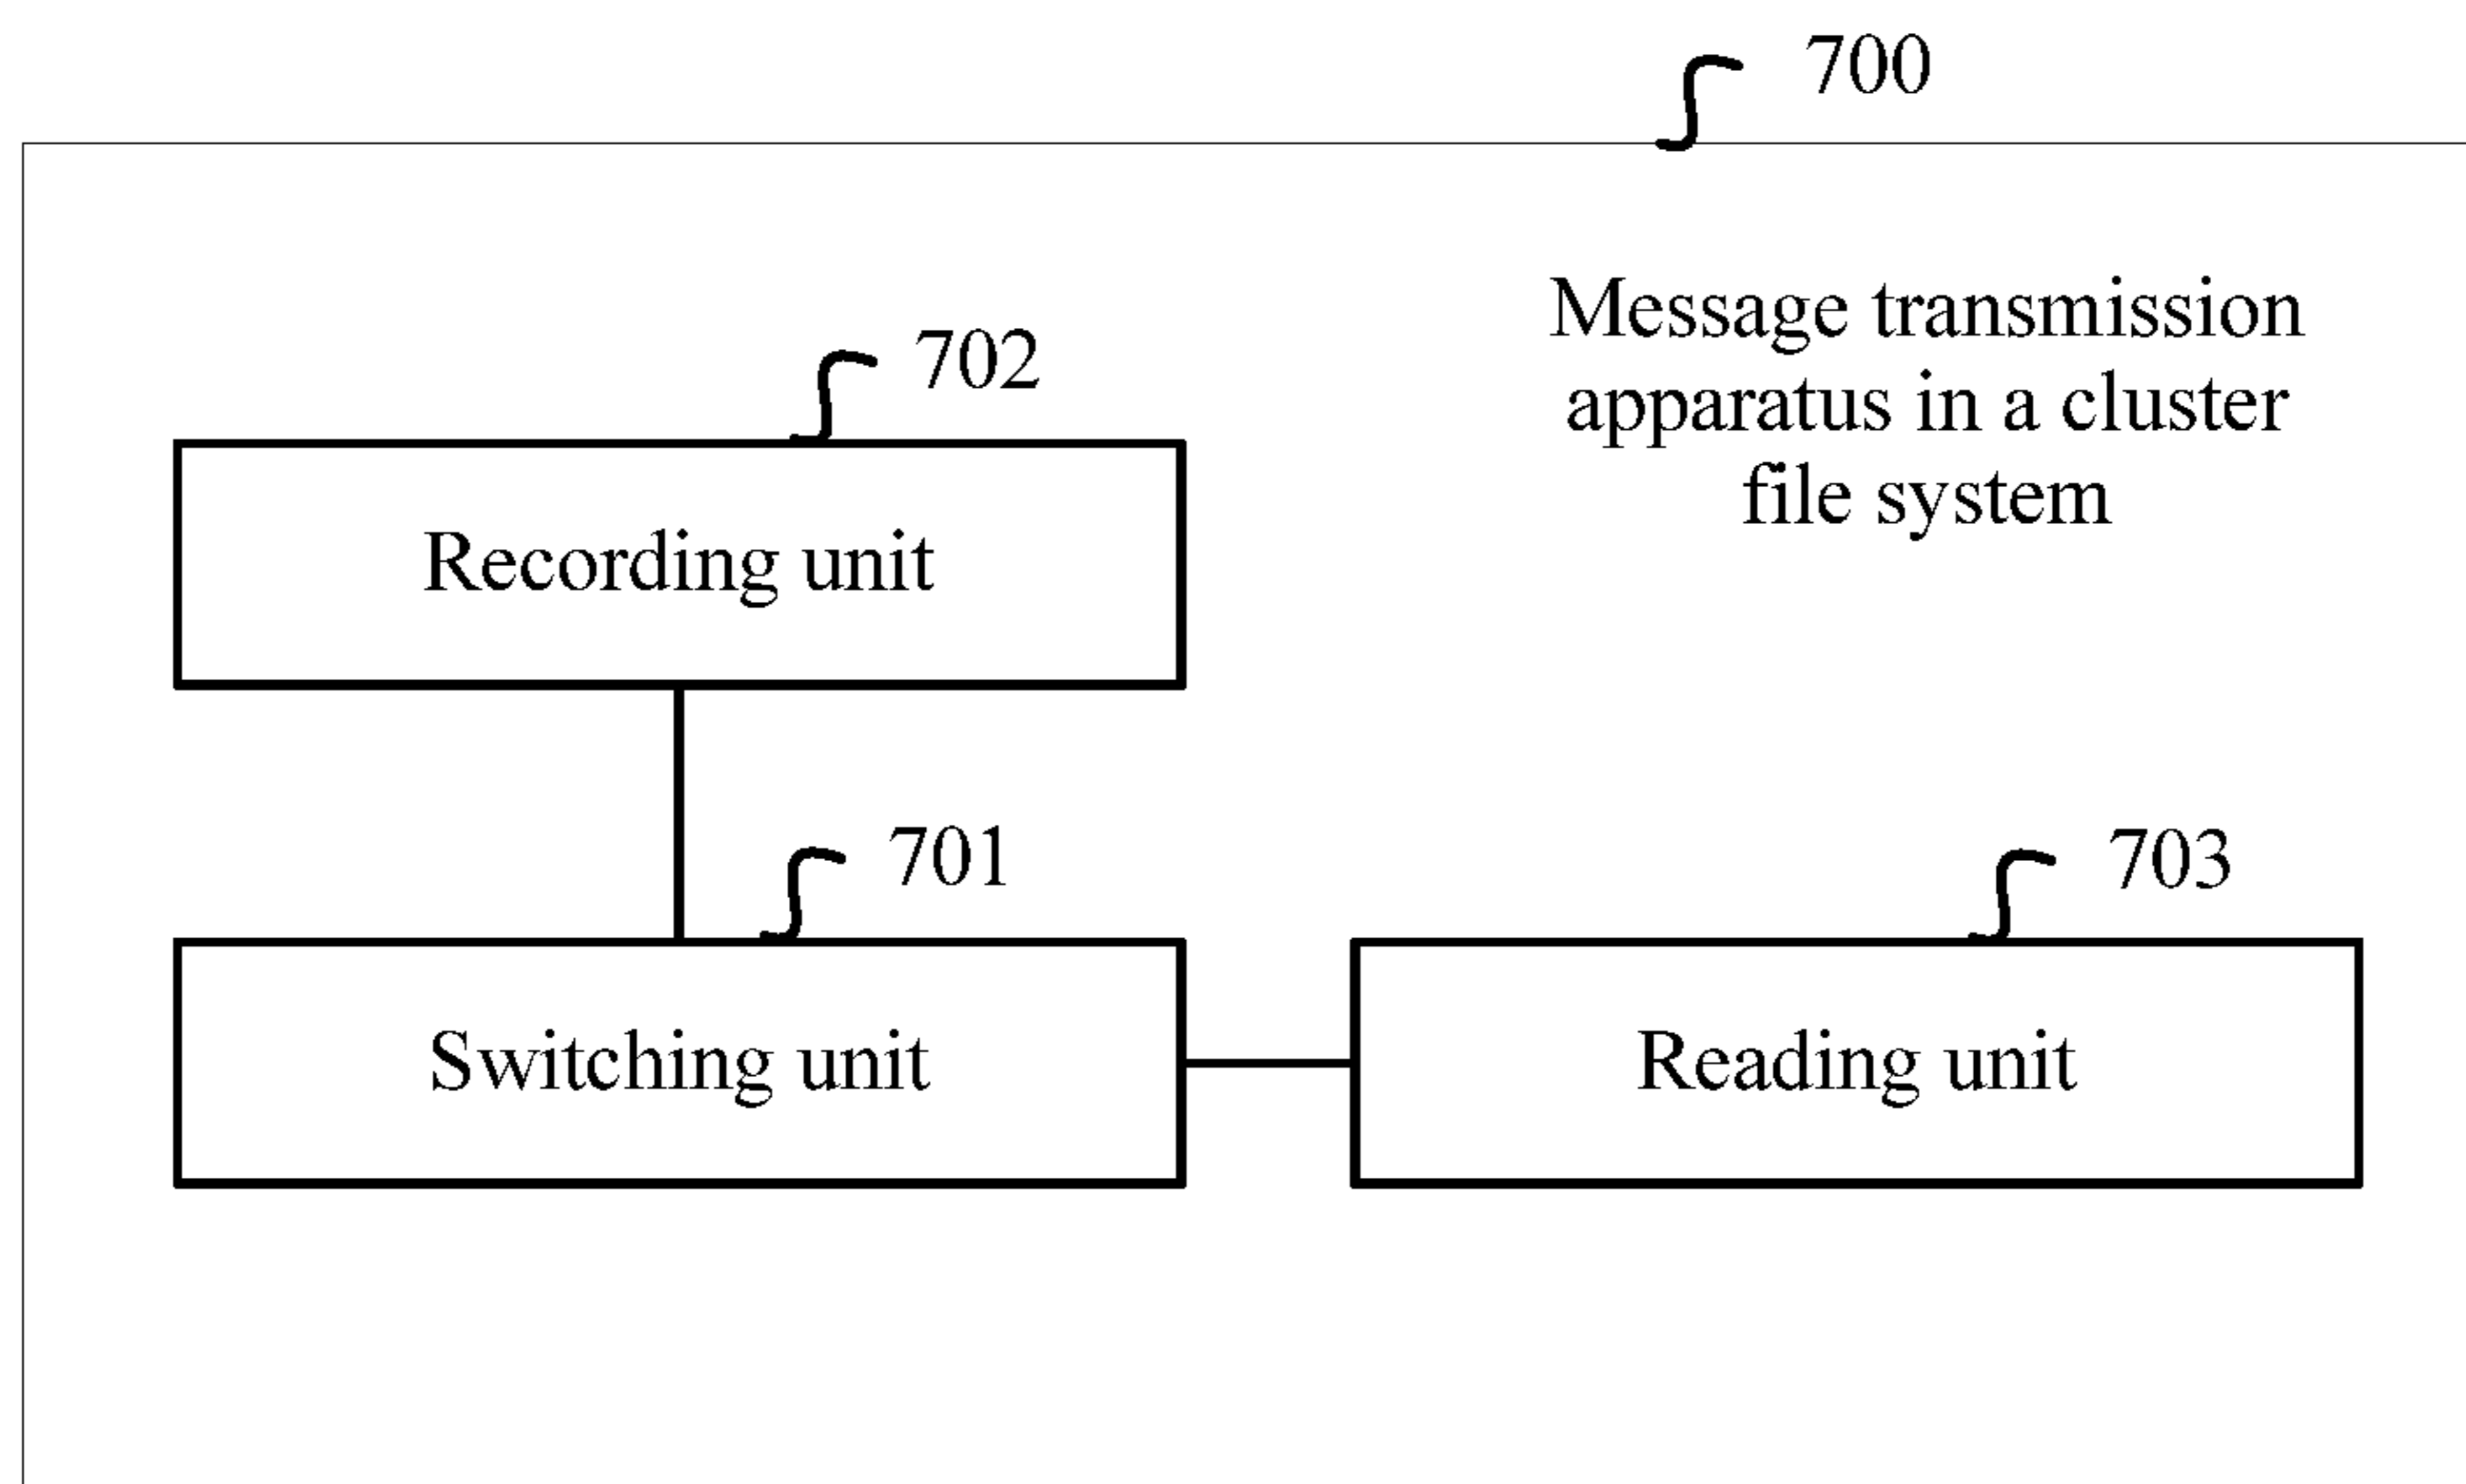 700
Message transmission
apparatus in a cluster
file system
702
Recording unit
701
703
Switching unit
Reading unit